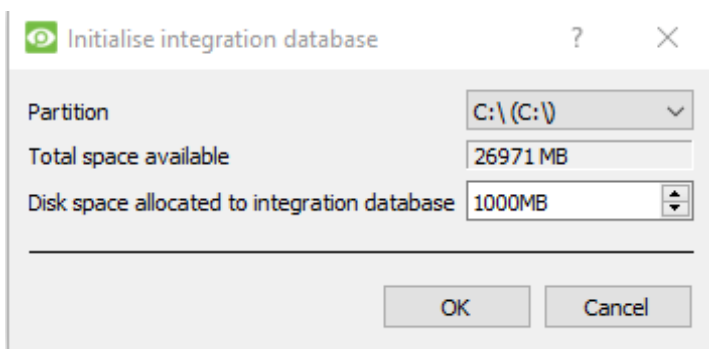 Initialise integration database ?
Partition C:\ (C:\)
Total space available 26971 MB
Disk space allocated to integration database 1000MB
OK Cancel